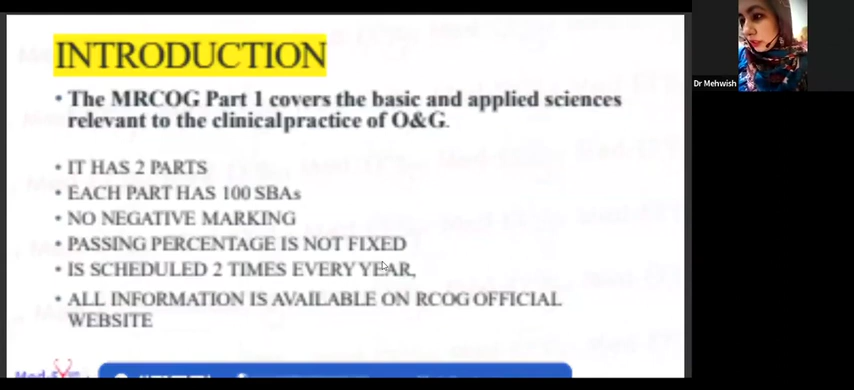 INTRODUCTION
• The MRCOG Part 1 covers the basic and applied sciences
relevant to the clinical practice of O&G.
• IT HAS 2 PARTS
• EACH PART HAS 100 SBAs
• NO NEGATIVE MARKING
• PASSING PERCENTAGE IS NOT FIXED
• IS SCHEDULED 2 TIMES EVERY YEAR,
• ALL INFORMATION IS AVAILABLE ON RCOG OFFICIAL
WEBSITE
Dr Mehwish